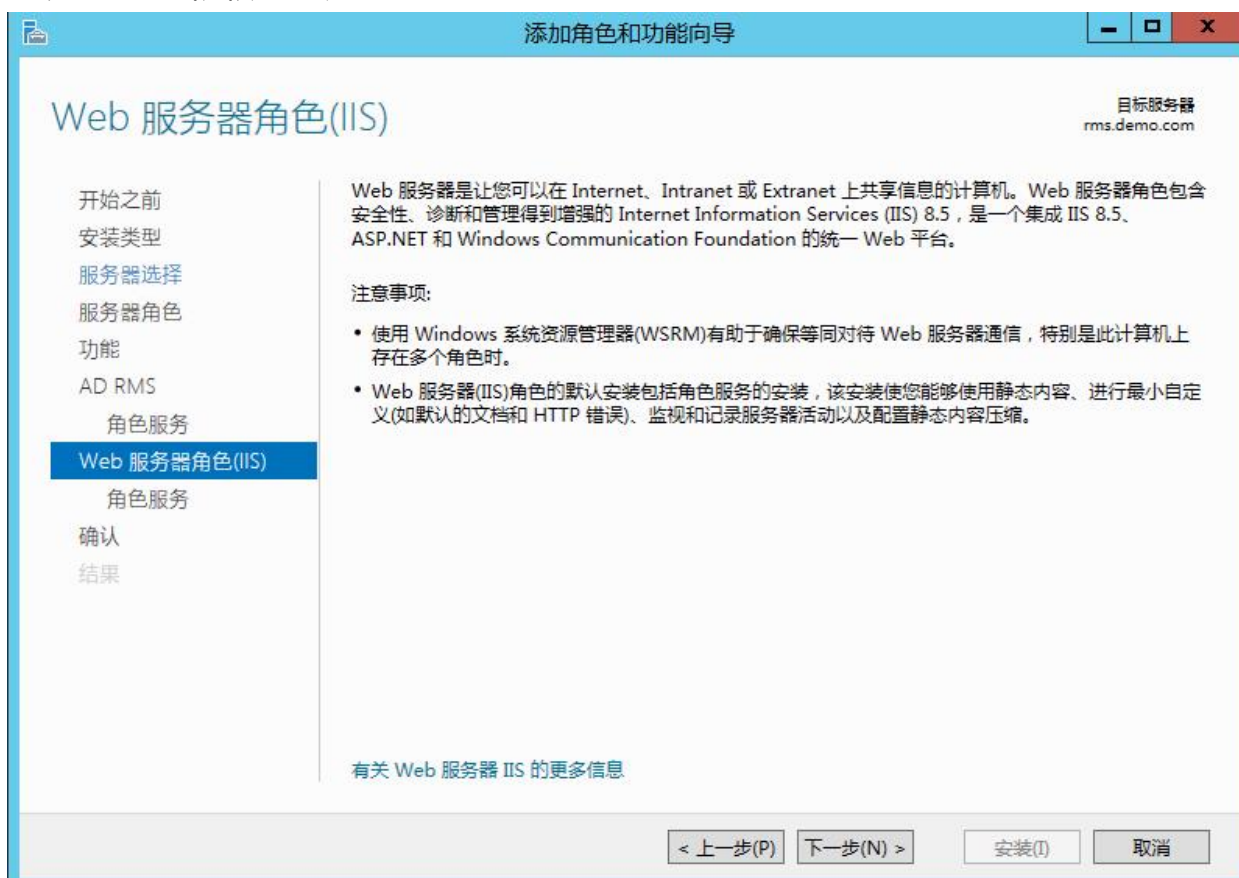 添加角色和功能向导
Web 服务器角色(IIS)
目标服务器
rms.demo.com
开始之前
安装类型
服务器选择
服务器角色
功能
AD RMS
角色服务
Web 服务器角色(IIS)
角色服务
确认
结果
Web 服务器是让您可以在 Internet、Intranet 或 Extranet 上共享信息的计算机。Web 服务器角色包含
安全性、诊断和管理得到增强的 Internet Information Services (IIS) 8.5，是一个集成 IIS 8.5、
ASP.NET 和 Windows Communication Foundation 的统一 Web 平台。
注意事项:
• 使用 Windows 系统资源管理器(WSRM)有助于确保等同对待 Web 服务器通信，特别是此计算机上
存在多个角色时。
• Web 服务器(IIS)角色的默认安装包括角色服务的安装，该安装使您能够使用静态内容、进行最小自定
义(如默认的文档和 HTTP 错误)、监视和记录服务器活动以及配置静态内容压缩。
有关 Web 服务器 IIS 的更多信息
< 上一步(P) 下一步(N) > 安装(I) 取消